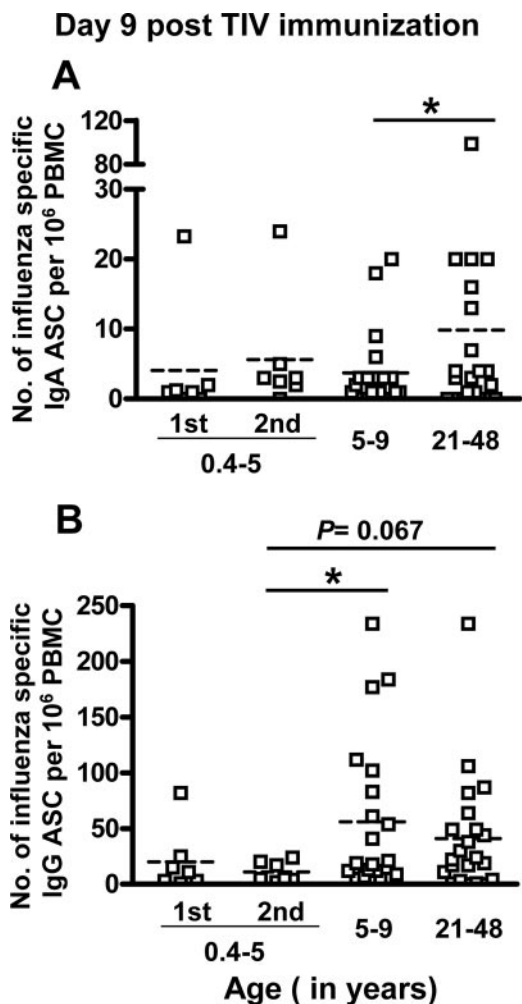 Day 9 post TIV immunization
A
*
No. of influenza specific
IgA ASC per 10⁶ PBMC
120
80
30
20
10
0
1st 2nd 5-9 21-48
0.4-5
B
P= 0.067
*
No. of influenza specific
IgG ASC per 10⁶ PBMC
250
200
150
100
50
0
1st 2nd 5-9 21-48
0.4-5
Age ( in years)